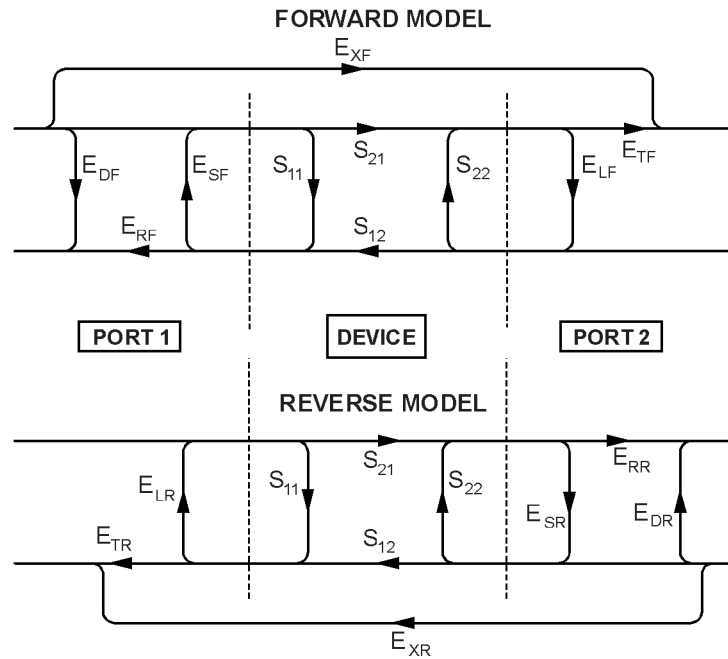 FORWARD MODEL
E_XF
E_DF
E_SF
S_11
S_21
S_22
E_LF
E_TF
E_RF
S_12
PORT 1
DEVICE
PORT 2
REVERSE MODEL
E_LR
S_11
S_21
S_22
E_SR
E_RR
E_DR
E_TR
S_12
E_XR